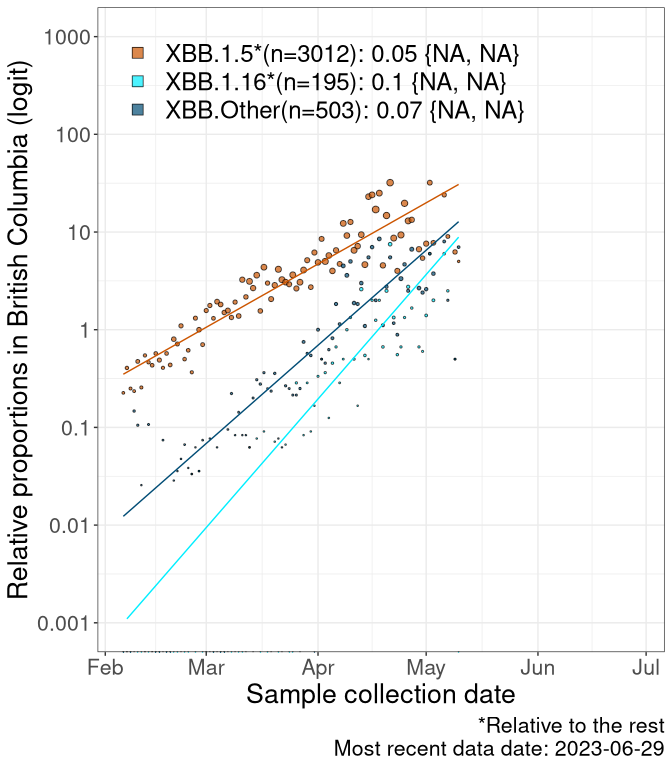 Relative proportions in British Columbia (logit)
1000
100
10
1
0.1
0.01
0.001
XBB.1.5*(n=3012): 0.05 {NA, NA}
XBB.1.16*(n=195): 0.1 {NA, NA}
XBB.Other(n=503): 0.07 {NA, NA}
Feb Mar Apr May Jun Jul
Sample collection date
*Relative to the rest
Most recent data date: 2023-06-29